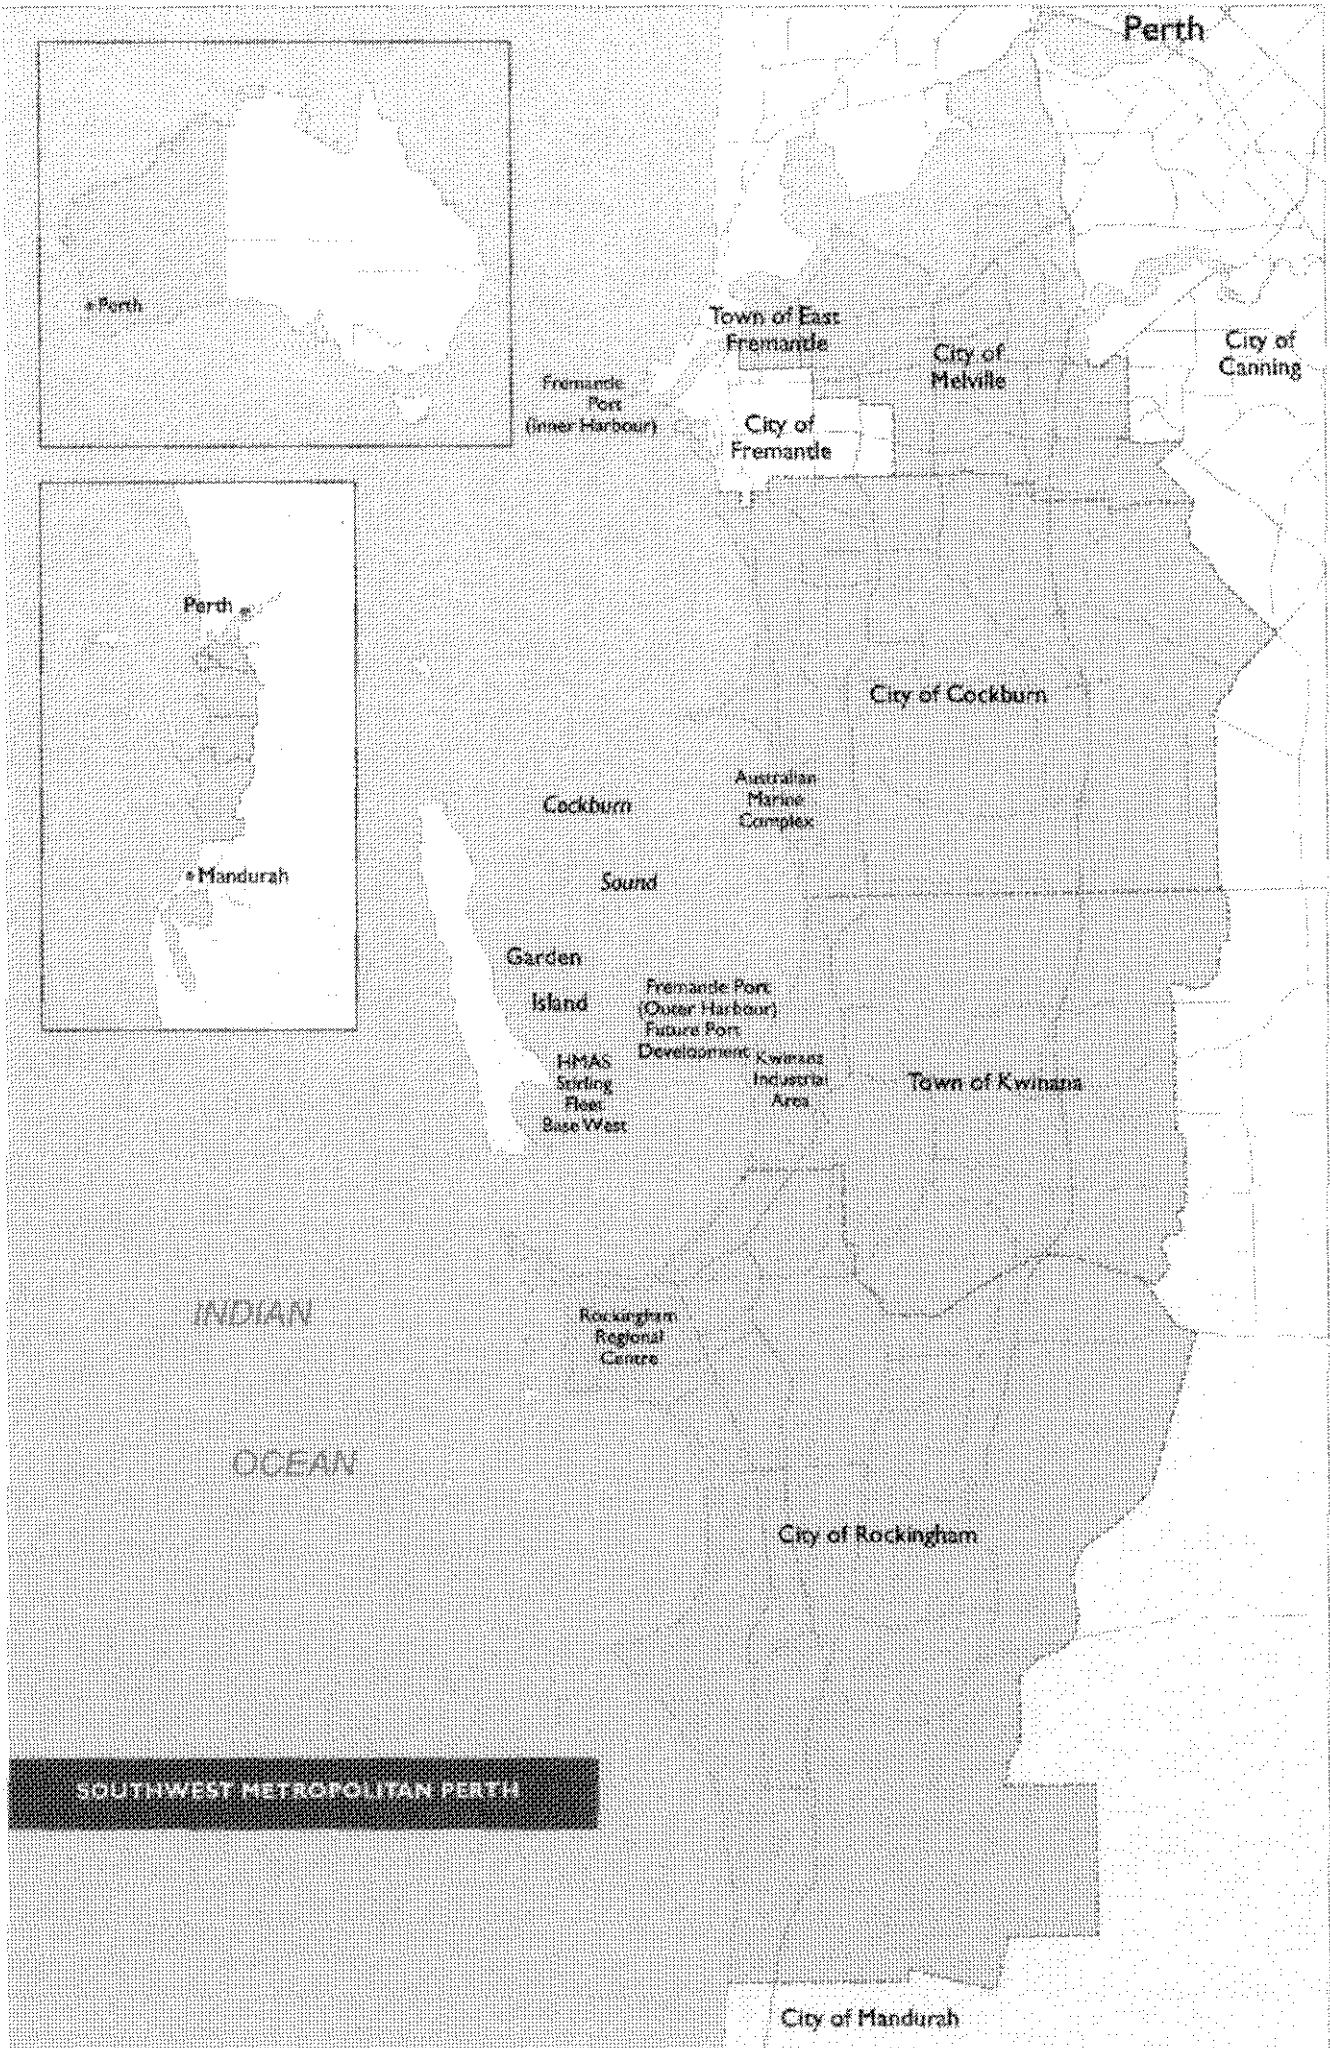 Perth
Perth
Town of East
Fremantle
City of
Melville
City of
Canning
Fremantle
Port
(Inner Harbour)
City of
Fremantle
Perth
City of Cockburn
Australian
Marine
Complex
Cockburn
Sound
Mandurah
Garden
Island
Fremantle Port
(Outer Harbour)
Future Port
Development
HMAS
Stirling
Fleet
Base West
Kwinana
Industrial
Area
Town of Kwinana
INDIAN
OCEAN
Rockingham
Regional
Centre
City of Rockingham
SOUTHWEST METROPOLITAN PERTH
City of Mandurah